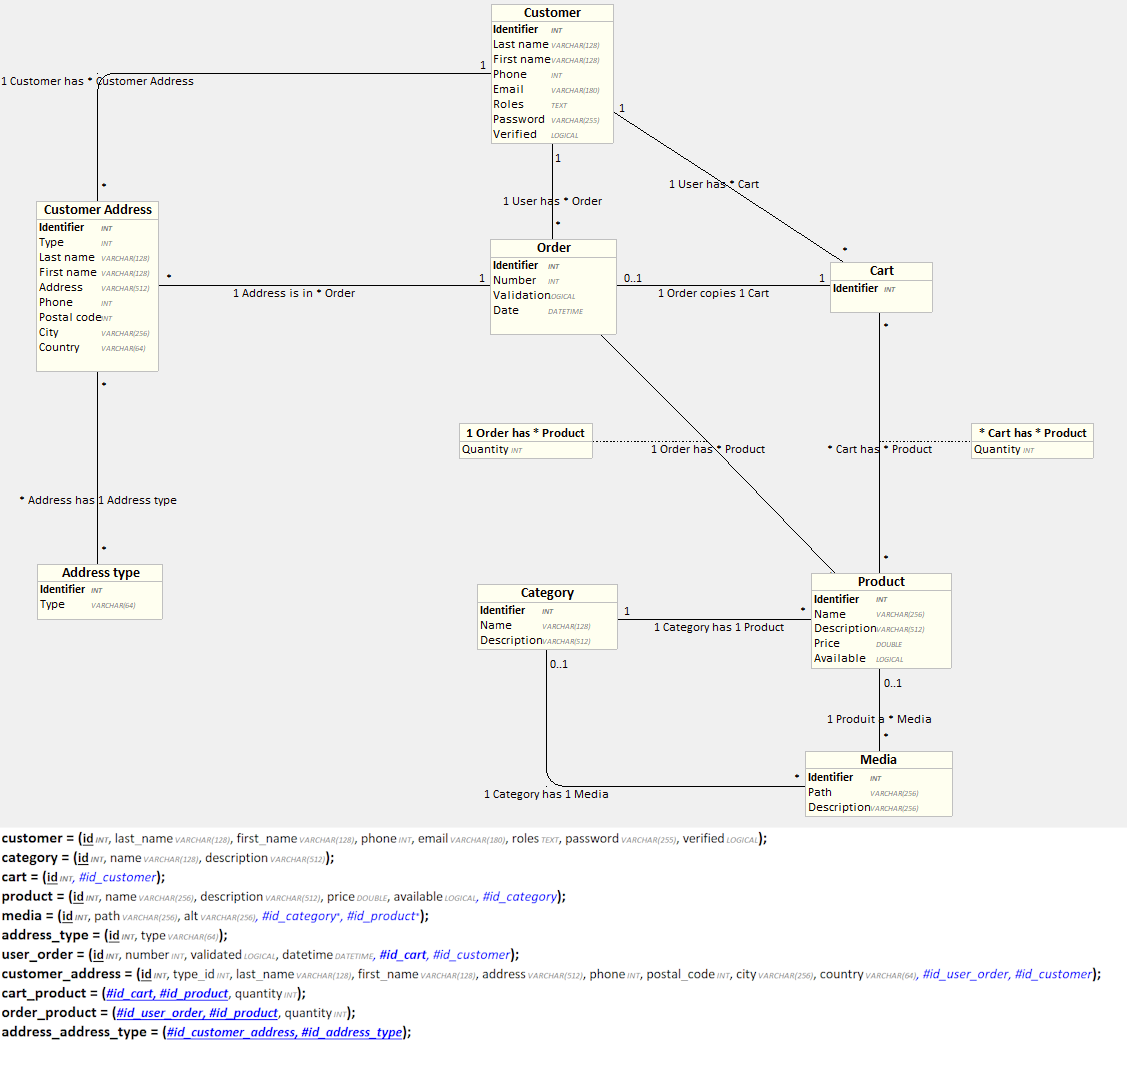 Customer
Identifier INT
Last name VARCHAR(128)
First name VARCHAR(128)
Phone INT
Email VARCHAR(180)
Roles TEXT
Password VARCHAR(255)
Verified LOGICAL
1
1 Customer has * Customer Address
*
1
1 User has * Order
*
1
1 User has * Cart
*
Customer Address
Identifier INT
Type INT
Last name VARCHAR(128)
First name VARCHAR(128)
Address VARCHAR(512)
Phone INT
Postal code INT
City VARCHAR(256)
Country VARCHAR(64)
*
1 Address is in * Order
1
Order
Identifier INT
Number INT
Validation OGICAL
Date DATETIME
0..1
1 Order copies 1 Cart
1
Cart
Identifier INT
*
*
1 Order has * Product
Quantity INT
1 Order has * Product
* Cart has * Product
* Cart has * Product
Quantity INT
* Address has 1 Address type
*
*
Address type
Identifier INT
Type VARCHAR(64)
Category
Identifier INT
Name VARCHAR(128)
Description VARCHAR(512)
1
1 Category has 1 Product
*
Product
Identifier INT
Name VARCHAR(256)
Description VARCHAR(512)
Price DOUBLE
Available LOGICAL
0..1
0..1
1 Produit a * Media
*
1 Category has 1 Media
*
Media
Identifier INT
Path VARCHAR(256)
Description VARCHAR(256)
customer = (id INT, last_name VARCHAR(128), first_name VARCHAR(128), phone INT, email VARCHAR(180), roles TEXT, password VARCHAR(255), verified LOGICAL);
category = (id INT, name VARCHAR(128), description VARCHAR(512));
cart = (id INT, #id_customer);
product = (id INT, name VARCHAR(256), description VARCHAR(512), price DOUBLE, available LOGICAL, #id_category);
media = (id INT, path VARCHAR(256), alt VARCHAR(256), #id_category*, #id_product*);
address_type = (id INT, type VARCHAR(64));
user_order = (id INT, number INT, validated LOGICAL, datetime DATETIME, #id_cart, #id_customer);
customer_address = (id INT, type_id INT, last_name VARCHAR(128), first_name VARCHAR(128), address VARCHAR(512), phone INT, postal_code INT, city VARCHAR(256), country VARCHAR(64), #id_user_order, #id_customer);
cart_product = (#id_cart, #id_product, quantity INT);
order_product = (#id_user_order, #id_product, quantity INT);
address_address_type = (#id_customer_address, #id_address_type);